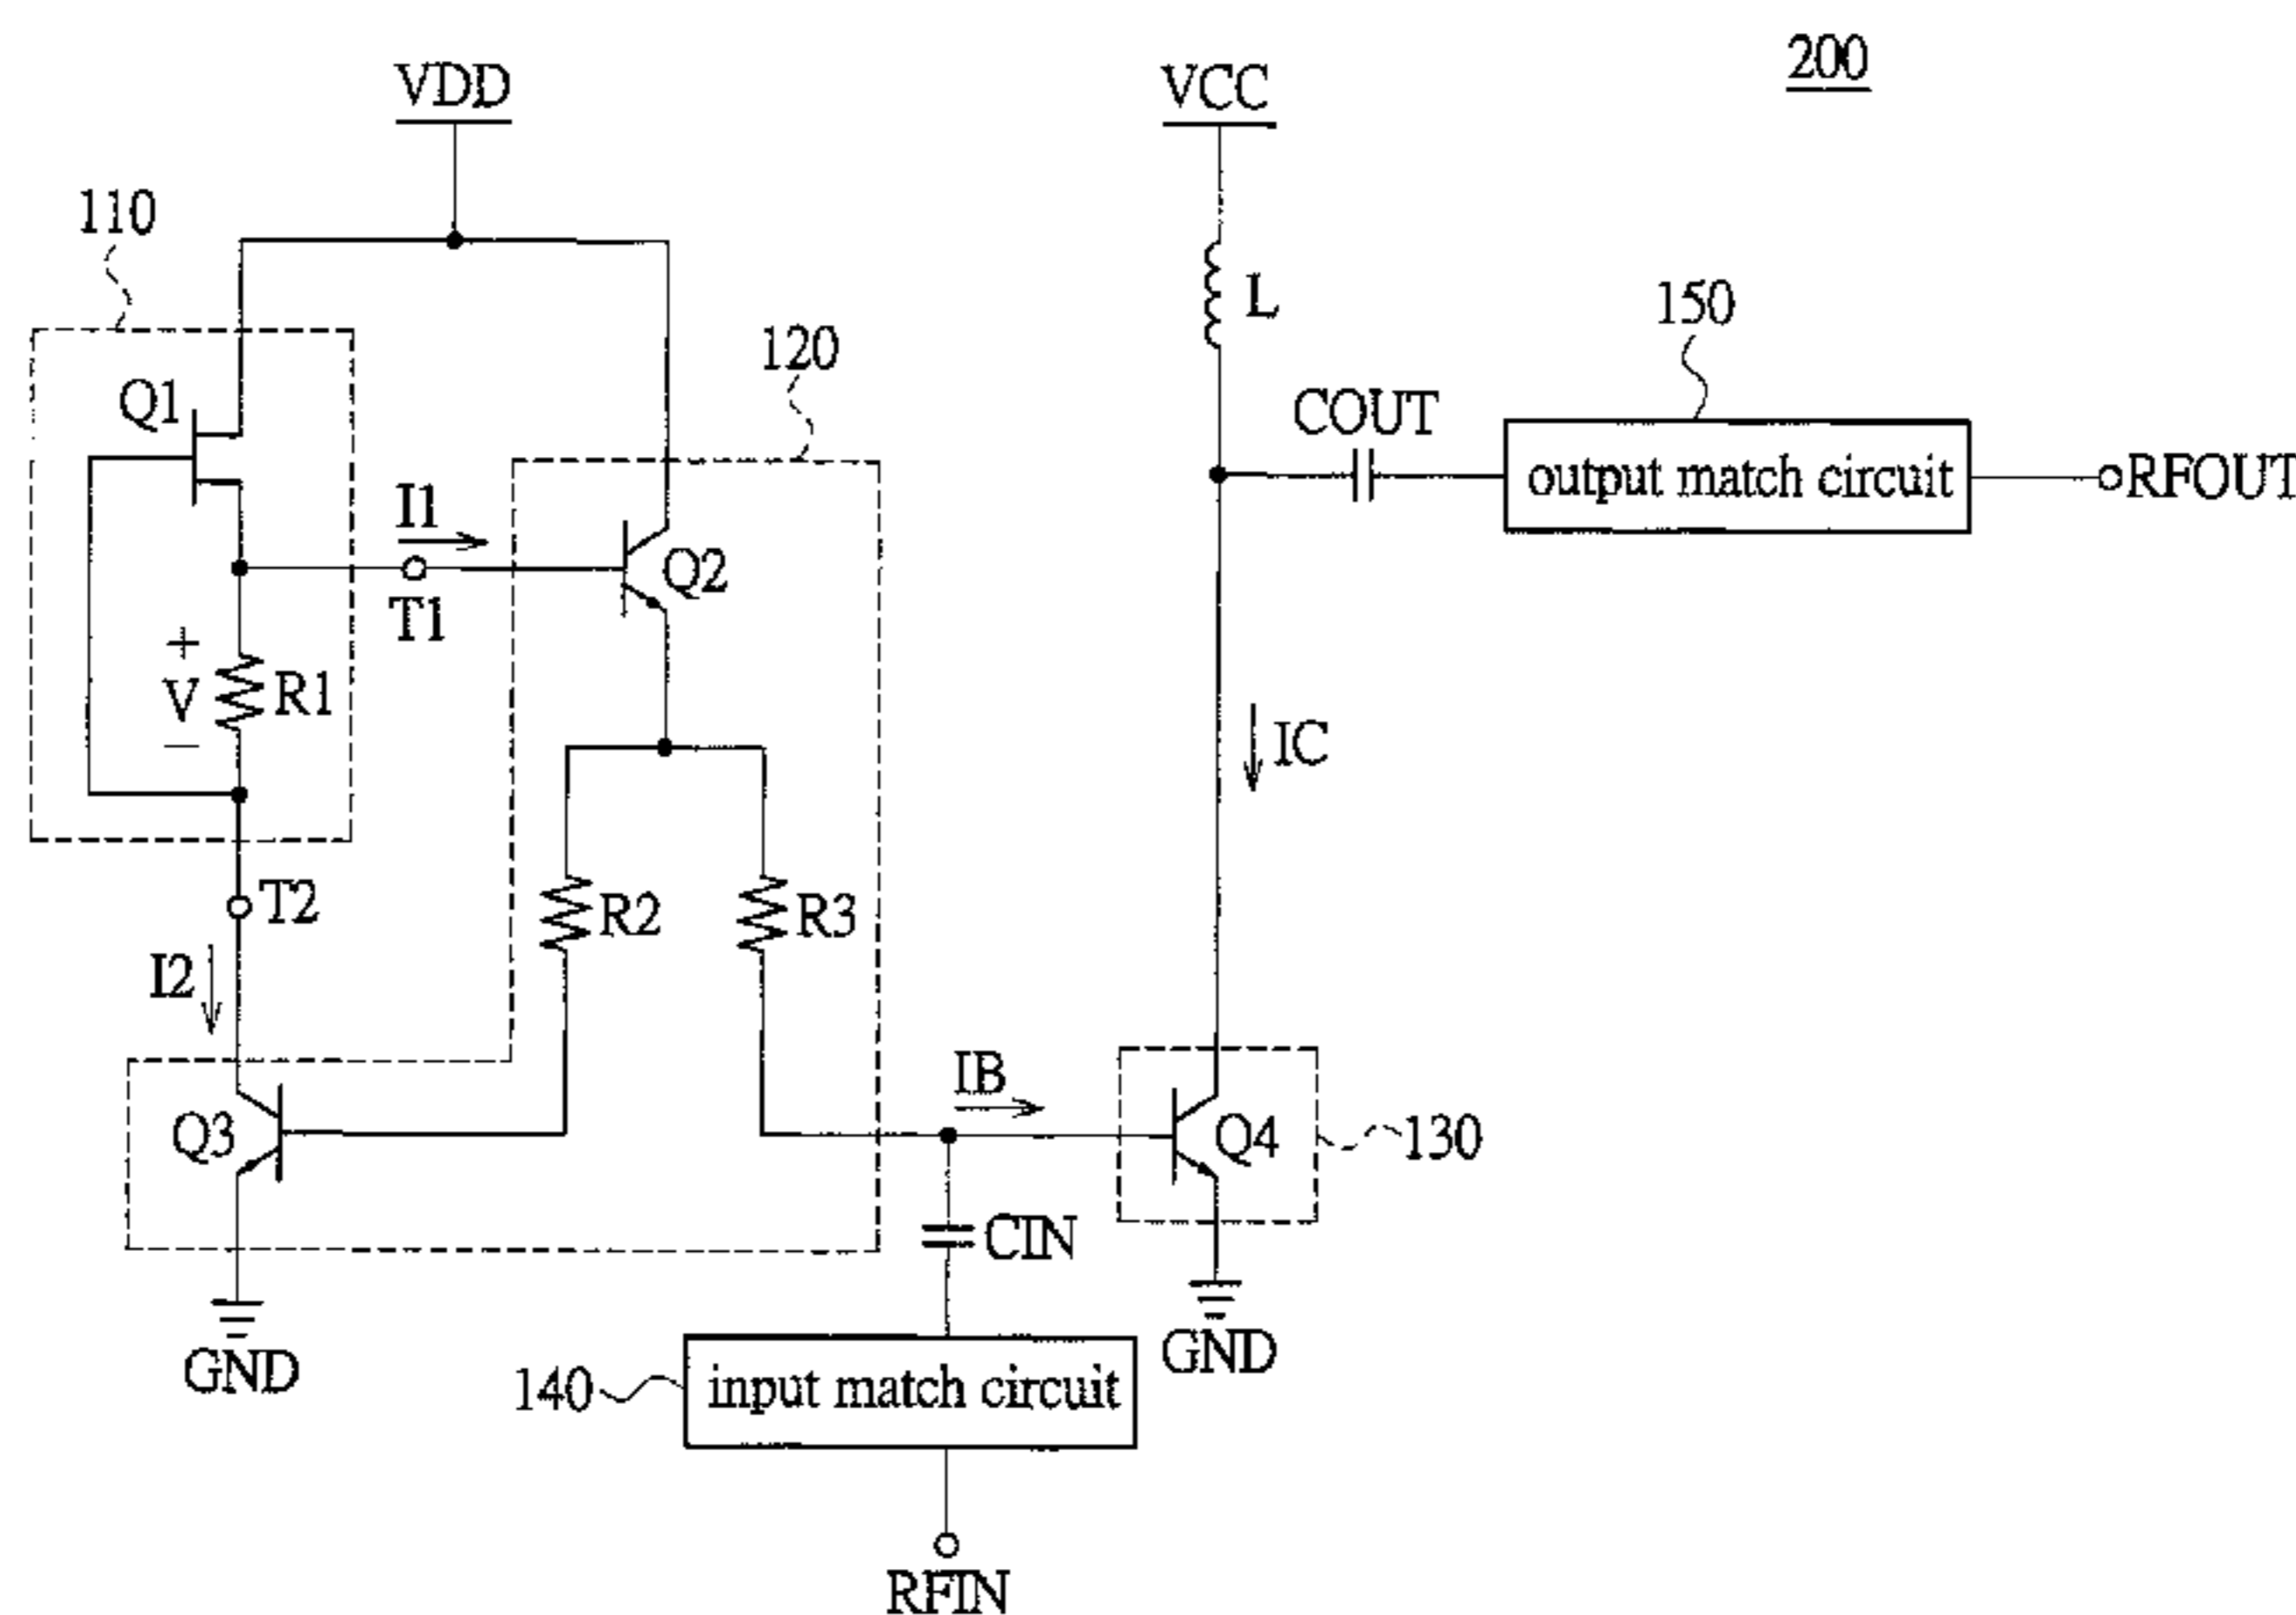 200
VDD
VCC
110
L
120
150
Q1
COUT
output match circuit
RFOUT
I1
Q2
T1
+
V
R1
−
IC
T2
R2
R3
I2
IB
Q3
Q4
130
CIN
GND
GND
140
input match circuit
RFIN